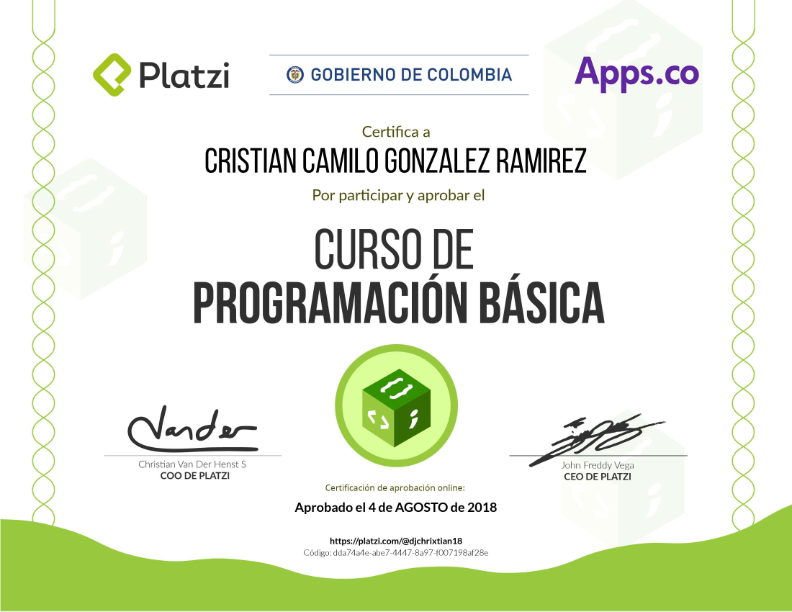 Platzi
GOBIERNO DE COLOMBIA
Apps.co
Certifica a
CRISTIAN CAMILO GONZALEZ RAMIREZ
Por participar y aprobar el
CURSO DE
PROGRAMACIÓN BÁSICA
Vander
Christian Van Der Henst S
COO DE PLATZI
John Freddy Vega
CEO DE PLATZI
Certificación de aprobación online:
Aprobado el 4 de AGOSTO de 2018
https://platzi.com/@djchrixtian18
Código: dda74a4e-abe7-4447-8a97-f007198af28e